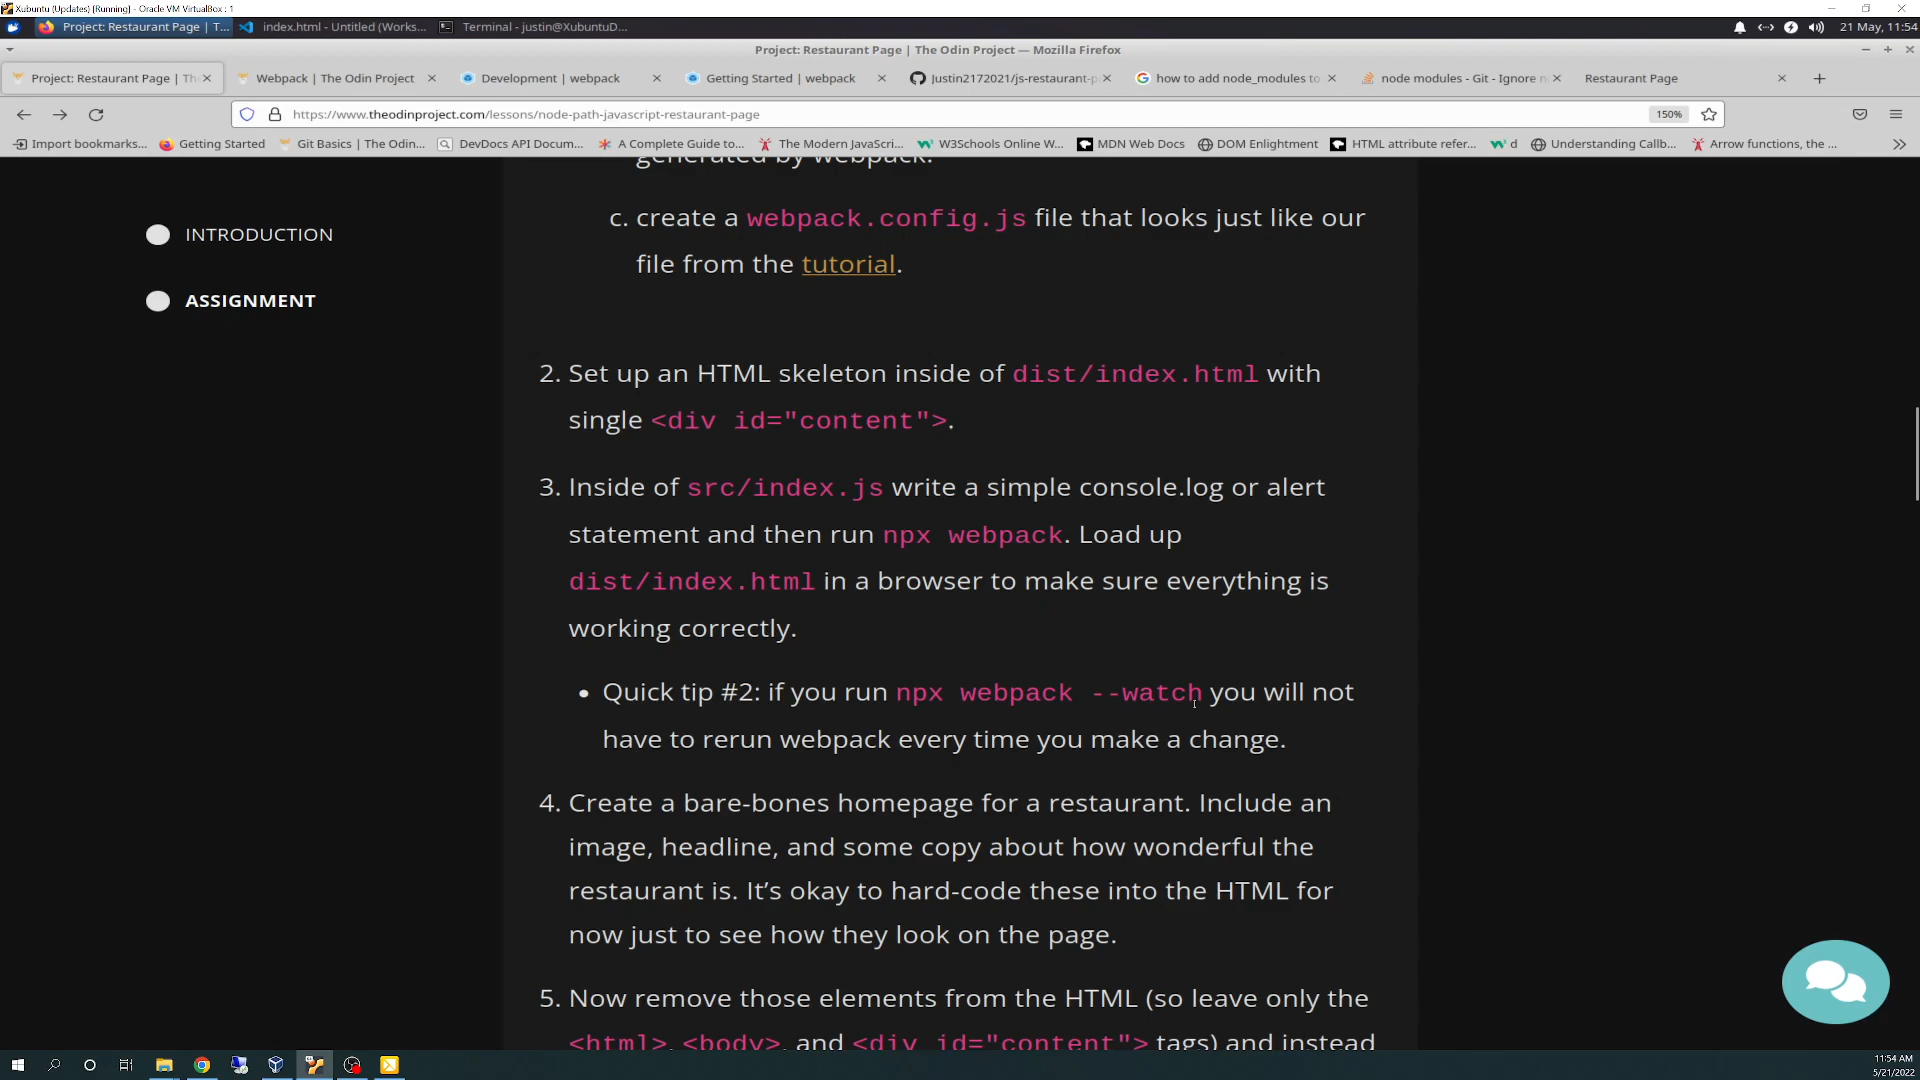 Xubuntu (Updates) [Running] - Oracle VM VirtualBox : 1
Project: Restaurant Page | T...
index.html - Untitled (Works...
Terminal - justin@XubuntuD...
21 May, 11:54
Project: Restaurant Page | The Odin Project — Mozilla Firefox
Project: Restaurant Page | Th
Webpack | The Odin Project
Development | webpack
Getting Started | webpack
Justin2172021/js-restaurant-p
how to add node_modules to
node modules - Git - Ignore n
Restaurant Page
https://www.theodinproject.com/lessons/node-path-javascript-restaurant-page
150%
Import bookmarks...
Getting Started
Git Basics | The Odin...
DevDocs API Docum...
A Complete Guide to...
The Modern JavaScri...
W3Schools Online W...
MDN Web Docs
DOM Enlightment
HTML attribute refer...
d
Understanding Callb...
Arrow functions, the ...
INTRODUCTION
ASSIGNMENT
generated by webpack.
c. create a webpack.config.js file that looks just like our
file from the tutorial.
2. Set up an HTML skeleton inside of dist/index.html with
single <div id="content">.
3. Inside of src/index.js write a simple console.log or alert
statement and then run npx webpack. Load up
dist/index.html in a browser to make sure everything is
working correctly.
• Quick tip #2: if you run npx webpack --watch you will not
have to rerun webpack every time you make a change.
4. Create a bare-bones homepage for a restaurant. Include an
image, headline, and some copy about how wonderful the
restaurant is. It’s okay to hard-code these into the HTML for
now just to see how they look on the page.
5. Now remove those elements from the HTML (so leave only the
<html>, <body>, and <div id="content"> tags) and instead
11:54 AM
5/21/2022